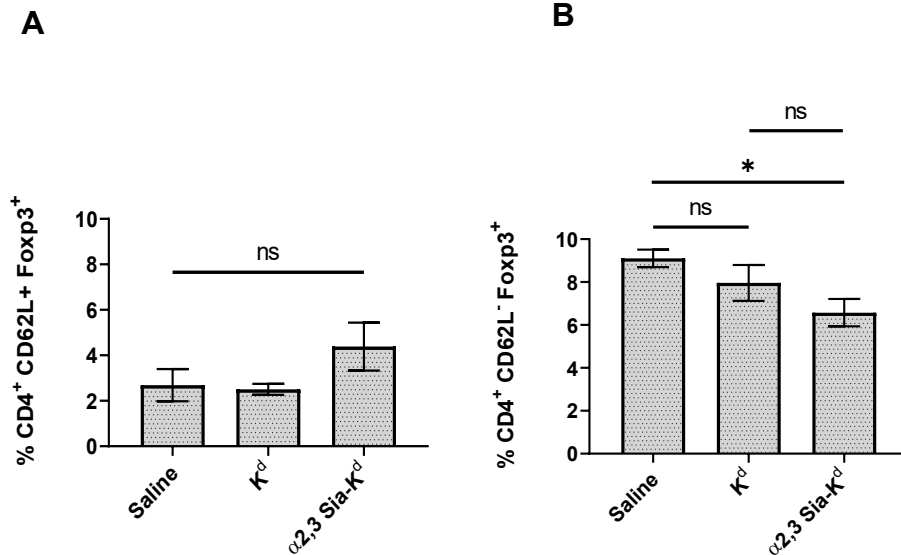 A
% CD4⁺ CD62L+ Foxp3⁺
10
8
6
4
2
0
ns
Saline
Kᵈ
α2,3 Sia-Kᵈ
B
% CD4⁺ CD62L⁻ Foxp3⁺
10
8
6
4
2
0
ns
*
ns
Saline
Kᵈ
α2,3 Sia-Kᵈ